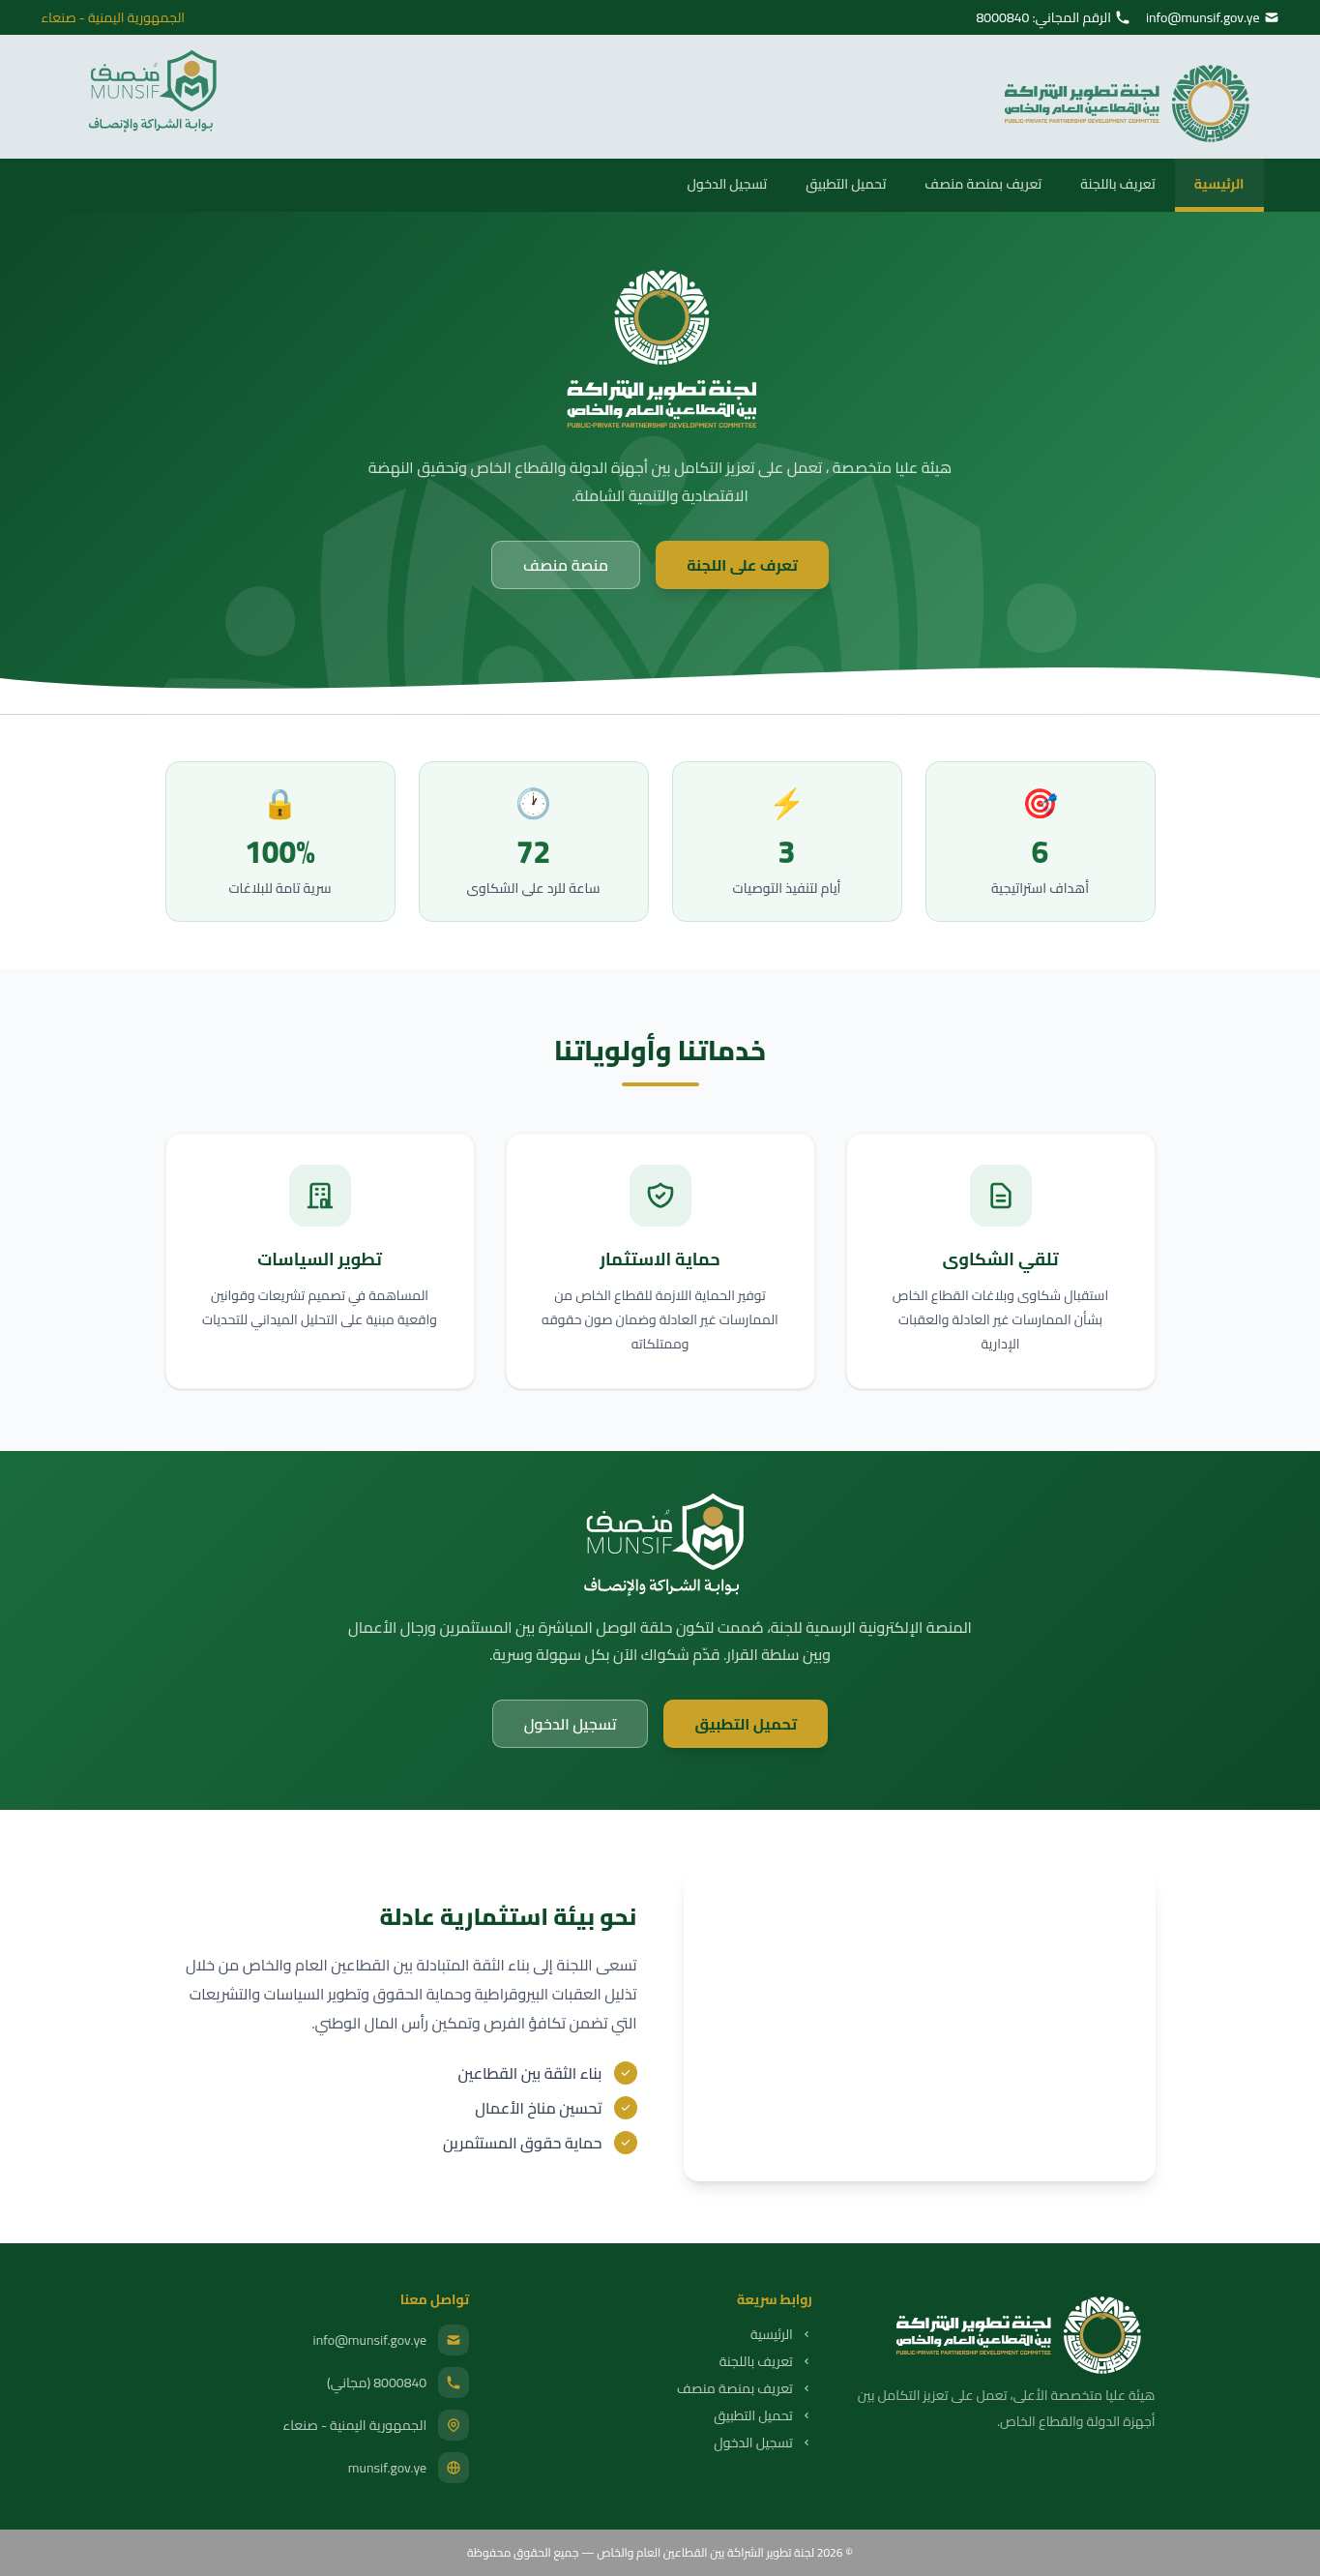 info@munsif.gov.ye
الرقم المجاني: 8000840
الجمهورية اليمنية - صنعاء
لجنة تطوير الشراكة
بين القطاعين العام والخاص
PUBLIC-PRIVATE PARTNERSHIP DEVELOPMENT COMMITTEE
مُنصف
MUNSIF
بوابة الشراكة والإنصاف
الرئيسية
تعريف باللجنة
تعريف بمنصة منصف
تحميل التطبيق
تسجيل الدخول
لجنة تطوير الشراكة
بين القطاعين العام والخاص
PUBLIC-PRIVATE PARTNERSHIP DEVELOPMENT COMMITTEE
هيئة عليا متخصصة ، تعمل على تعزيز التكامل بين أجهزة الدولة والقطاع الخاص وتحقيق النهضة
الاقتصادية والتنمية الشاملة.
تعرف على اللجنة
منصة منصف
6
أهداف استراتيجية
3
أيام لتنفيذ التوصيات
72
ساعة للرد على الشكاوى
100%
سرية تامة للبلاغات
خدماتنا وأولوياتنا
تلقي الشكاوى
استقبال شكاوى وبلاغات القطاع الخاص
بشأن الممارسات غير العادلة والعقبات
الإدارية
حماية الاستثمار
توفير الحماية اللازمة للقطاع الخاص من
الممارسات غير العادلة وضمان صون حقوقه
وممتلكاته
تطوير السياسات
المساهمة في تصميم تشريعات وقوانين
واقعية مبنية على التحليل الميداني للتحديات
مُنصف
MUNSIF
بوابة الشراكة والإنصاف
المنصة الإلكترونية الرسمية للجنة، صُممت لتكون حلقة الوصل المباشرة بين المستثمرين ورجال الأعمال
وبين سلطة القرار. قدّم شكواك الآن بكل سهولة وسرية.
تحميل التطبيق
تسجيل الدخول
نحو بيئة استثمارية عادلة
تسعى اللجنة إلى بناء الثقة المتبادلة بين القطاعين العام والخاص من خلال
تذليل العقبات البيروقراطية وحماية الحقوق وتطوير السياسات والتشريعات
التي تضمن تكافؤ الفرص وتمكين رأس المال الوطني.
بناء الثقة بين القطاعين
تحسين مناخ الأعمال
حماية حقوق المستثمرين
لجنة تطوير الشراكة
بين القطاعين العام والخاص
PUBLIC-PRIVATE PARTNERSHIP DEVELOPMENT COMMITTEE
هيئة عليا متخصصة الأعلى، تعمل على تعزيز التكامل بين
أجهزة الدولة والقطاع الخاص.
روابط سريعة
الرئيسية
تعريف باللجنة
تعريف بمنصة منصف
تحميل التطبيق
تسجيل الدخول
تواصل معنا
info@munsif.gov.ye
8000840 (مجاني)
الجمهورية اليمنية - صنعاء
munsif.gov.ye
© 2026 لجنة تطوير الشراكة بين القطاعين العام والخاص — جميع الحقوق محفوظة